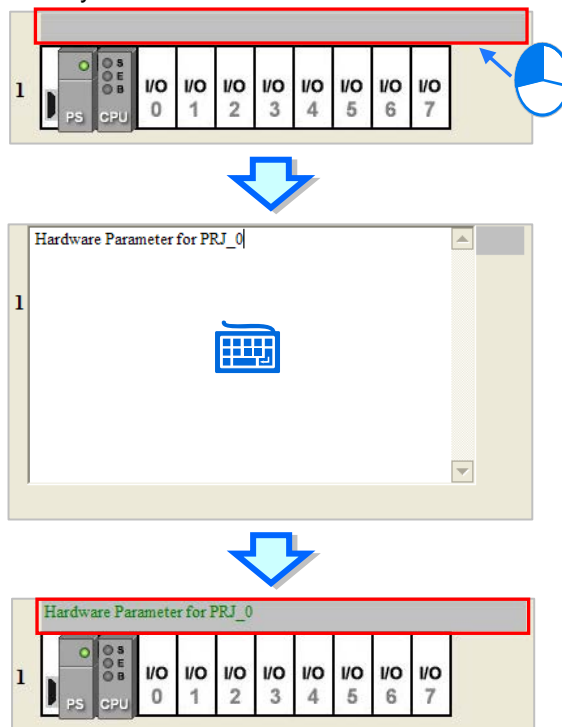 1
S
E
B
PS CPU
I/O I/O I/O I/O I/O I/O I/O I/O
0 1 2 3 4 5 6 7
Hardware Parameter for PRJ_0
1
Hardware Parameter for PRJ_0
1
S
E
B
PS CPU
I/O I/O I/O I/O I/O I/O I/O I/O
0 1 2 3 4 5 6 7